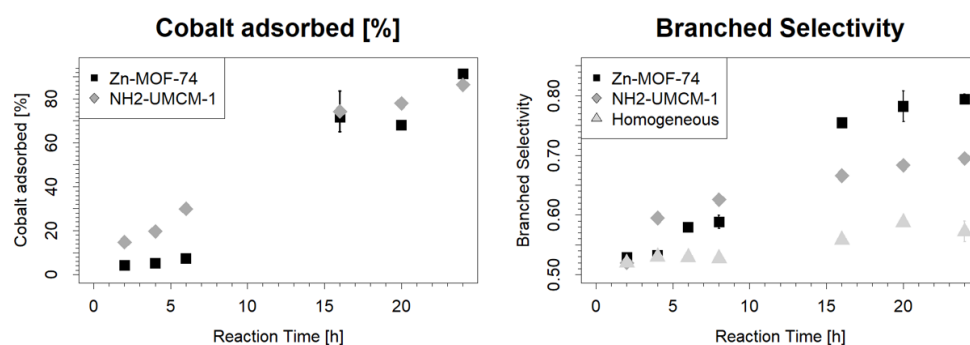 Cobalt adsorbed [%]
Zn-MOF-74
NH2-UMCM-1
Cobalt adsorbed [%]
80
60
40
20
0
0 5 10 15 20
Reaction Time [h]
Branched Selectivity
Zn-MOF-74
NH2-UMCM-1
Homogeneous
Branched Selectivity
0.80
0.70
0.60
0.50
0 5 10 15 20
Reaction Time [h]